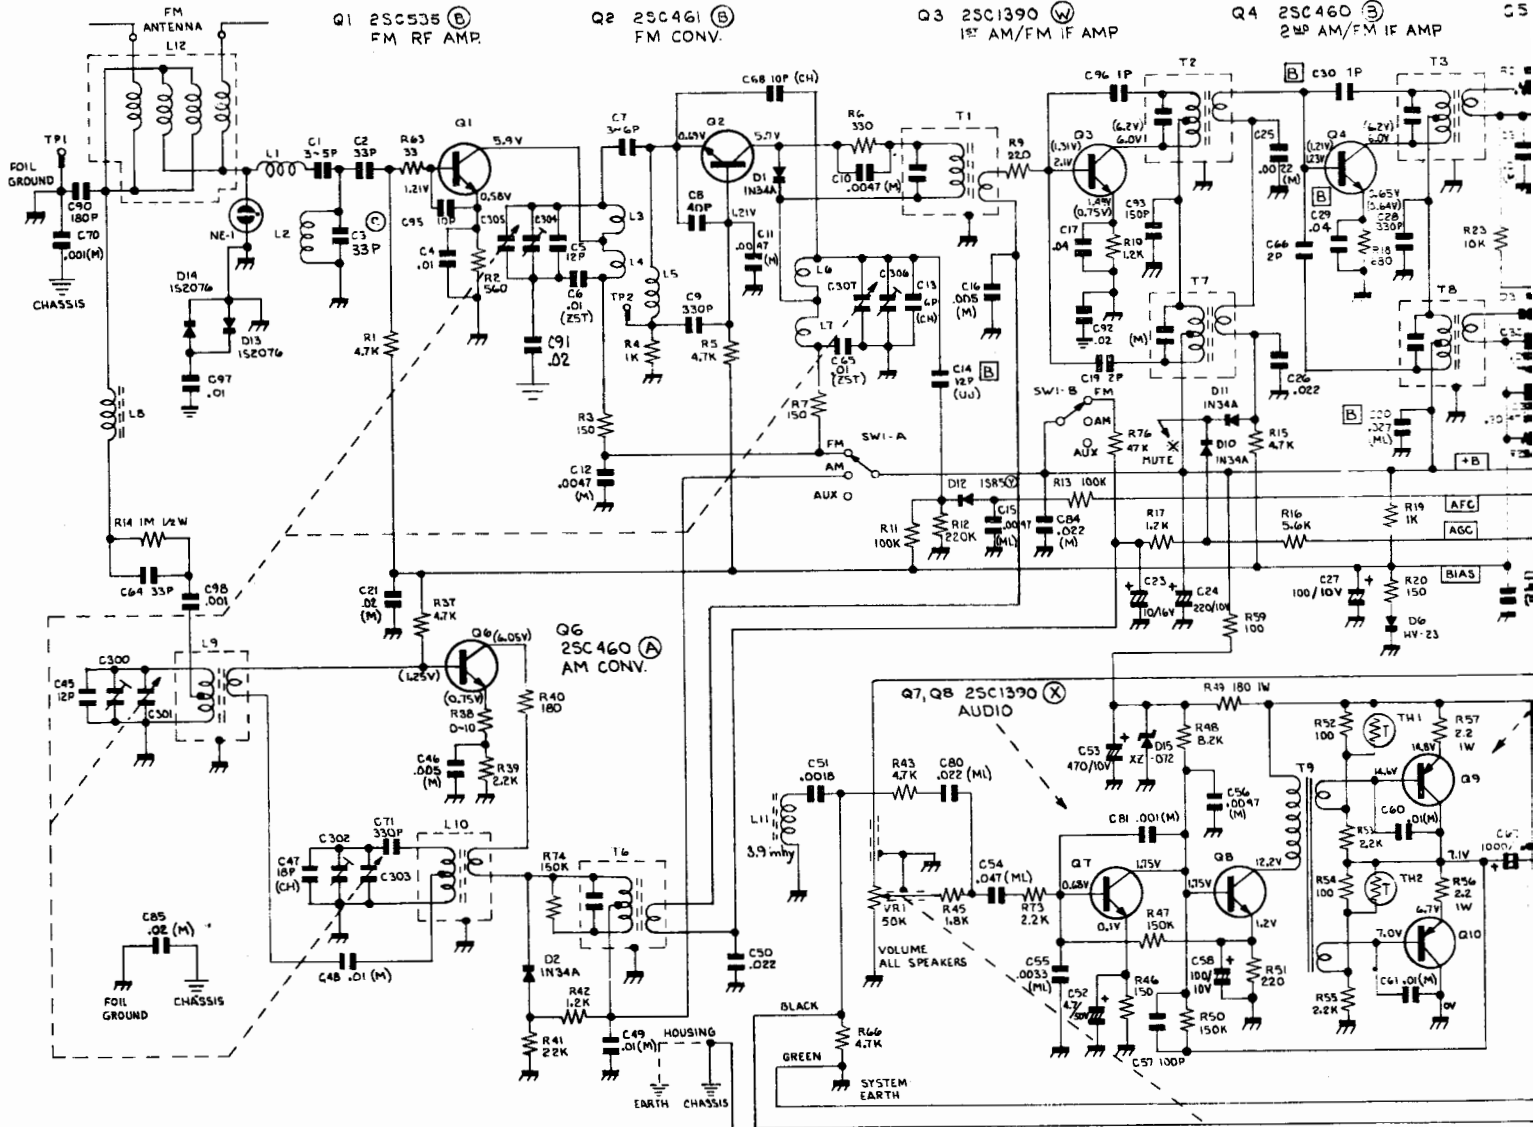 FM
ANTENNA
L12
Q1 2SC535 (B)
FM RF AMP.
Q2 2SC461 (B)
FM CONV.
Q3 2SC1390 (W)
1ST AM/FM IF AMP
Q4 2SC460 (B)
2ND AM/FM IF AMP
TP1
FOIL
GROUND
C90
180P
C70
.001(M)
CHASSIS
L1
C1
3~5P
C2
33P
R63
33
Q1
5.9V
1.21V
0.58V
NE-1
L2
C3
33P
(C)
C95
10P
C4
.01
R2
560
C305
C304
C5
12P
C6
.01
(Z5T)
L3
L4
C91
.02
D14
1S2076
D13
1S2076
C97
.01
L8
R1
4.7K
C7
3~6P
C68 10P (CH)
0.69V
Q2
5.7V
C8
40P
1.21V
D1
1N34A
C11
.0047
(M)
L5
TP2
C9
330P
R4
1K
R5
4.7K
R3
150
C12
.0047
(M)
R6
330
C10
.0047 (M)
T1
L6
L7
C307
C306
C13
6P
(CH)
C65
.01
(Z5T)
R7
150
C14
12P
(UJ)
B
C16
.005
(M)
R9
220
C96 1P
Q3
(1.31V)
2.1V
(6.2V)
6.0V
1.49V
(0.75V)
C17
.04
R10
1.2K
C93
150P
C92
.02
C19 2P
T2
T7
(M)
C25
.0022
(M)
C26
.022
B
C30 1P
Q4
(1.21V)
1.23V
(6.2V)
6.0V
B
0.65V
(0.64V)
C29
.04
R18
680
C28
330P
C66
2P
T3
T8
R23
10K
B
.027
(ML)
SW1-A
FM
AM
AUX
SW1-B
FM
AM
AUX
R76
47K
MUTE
D11
1N34A
D10
1N34A
R15
4.7K
+B
AFC
AGC
BIAS
D12
1SR5(Y)
R13 100K
R11
100K
R12
220K
C15
.0047
(ML)
C84
.022
(M)
R17
1.2K
R16
5.6K
R19
1K
C23
10/16V
C24
220/10V
C27
100/10V
R20
150
D6
HV-23
R59
100
R14 1M 1/2W
C64 33P
C98
.001
C21
.02
(M)
R37
4.7K
L9
C45
12P
C300
C301
Q6
(6.05V)
(1.25V)
(0.75V)
Q6
2SC460 (A)
AM CONV.
R40
180
R38
0~10
C46
.005
(M)
R39
2.2K
C47
18P
(CH)
C302
C71
330P
C303
L10
C48 .01 (M)
C85
.02 (M)
FOIL
GROUND
CHASSIS
R74
150K
T6
D2
1N34A
R42
1.2K
R41
22K
C49
.01(M)
C50
.022
HOUSING
EARTH
CHASSIS
Q7, Q8 2SC1390 (X)
AUDIO
R49 180 1W
C53
470/10V
D15
XZ-072
R48
8.2K
C56
.0047
(M)
L11
3.9 mhy
C51
.0018
R43
4.7K
C80
.022 (ML)
C54
.047 (ML)
VR1
50K
R45
1.8K
R73
2.2K
VOLUME
ALL SPEAKERS
C81 .001(M)
Q7
0.68V
1.75V
0.1V
Q8
1.75V
12.2V
1.2V
R47
150K
C55
.0033
(ML)
C52
4.7/
50V
R46
150
C58
100/
10V
R51
220
R50
150K
C57 100P
T9
R52
100
TH1
R57
2.2
1W
14.8V
14.6V
Q9
C60
.01(M)
R53
2.2K
7.1V
R54
100
TH2
R56
2.2
1W
6.7V
7.0V
Q10
C61 .01(M)
R55
2.2K
0V
BLACK
GREEN
R66
4.7K
SYSTEM
EARTH